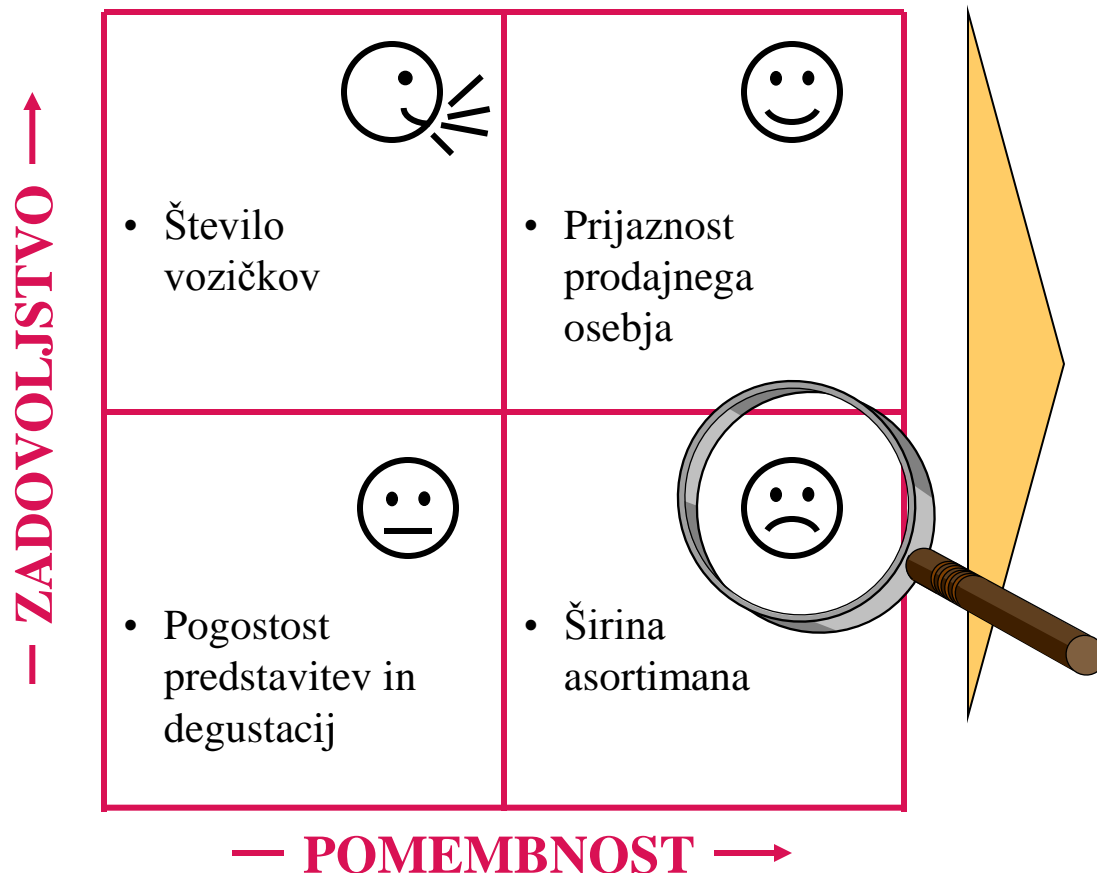 ZADOVOLJSTVO
• Število
vozičkov
• Prijaznost
prodajnega
osebja
• Pogostost
predstavitev in
degustacij
• Širina
asortimana
POMEMBNOST